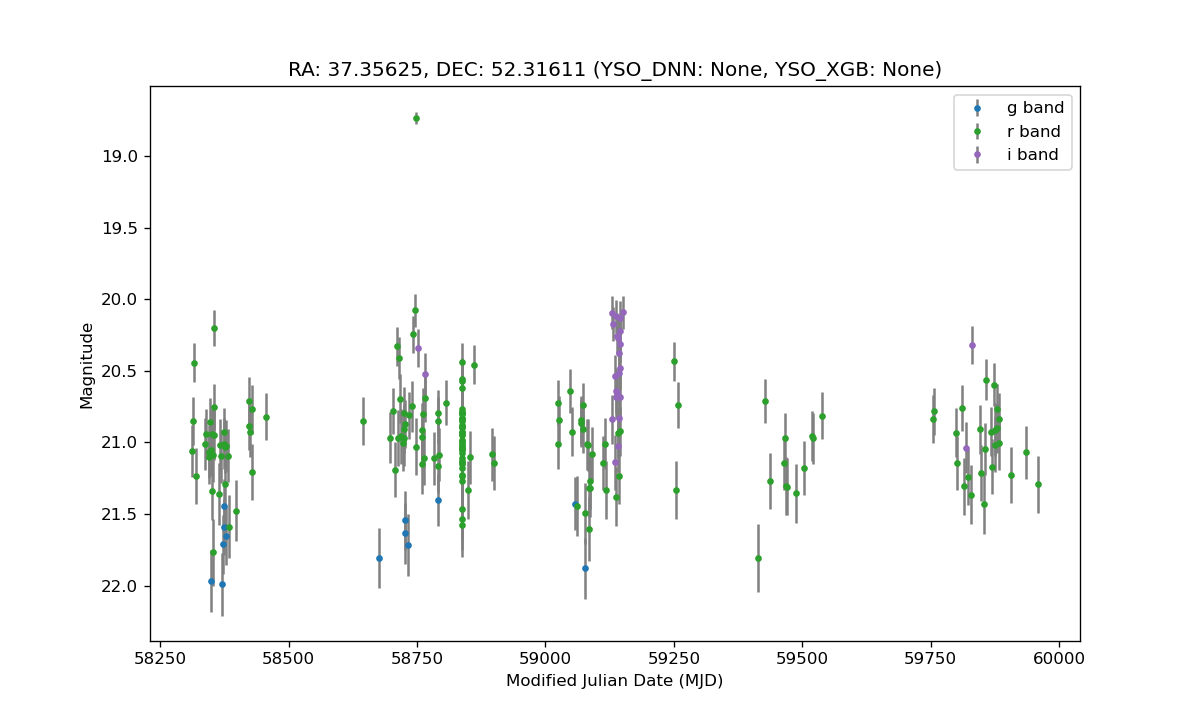 RA: 37.35625, DEC: 52.31611 (YSO_DNN: None, YSO_XGB: None)
g band
r band
i band
19.0
19.5
20.0
20.5
21.0
21.5
22.0
Magnitude
58250 58500 58750 59000 59250 59500 59750 60000
Modified Julian Date (MJD)